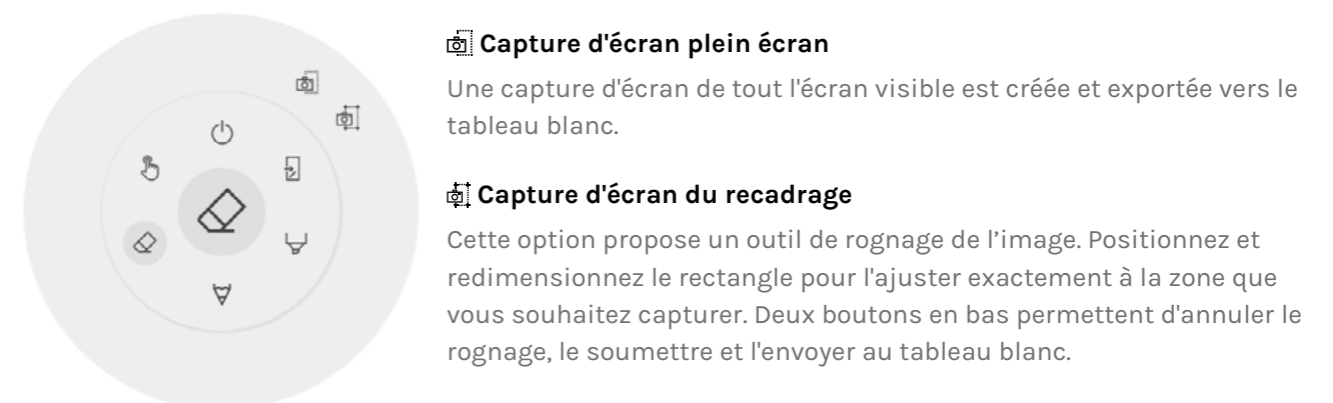 Capture d'écran plein écran
Une capture d'écran de tout l'écran visible est créée et exportée vers le
tableau blanc.
Capture d'écran du recadrage
Cette option propose un outil de rognage de l’image. Positionnez et
redimensionnez le rectangle pour l'ajuster exactement à la zone que
vous souhaitez capturer. Deux boutons en bas permettent d'annuler le
rognage, le soumettre et l'envoyer au tableau blanc.